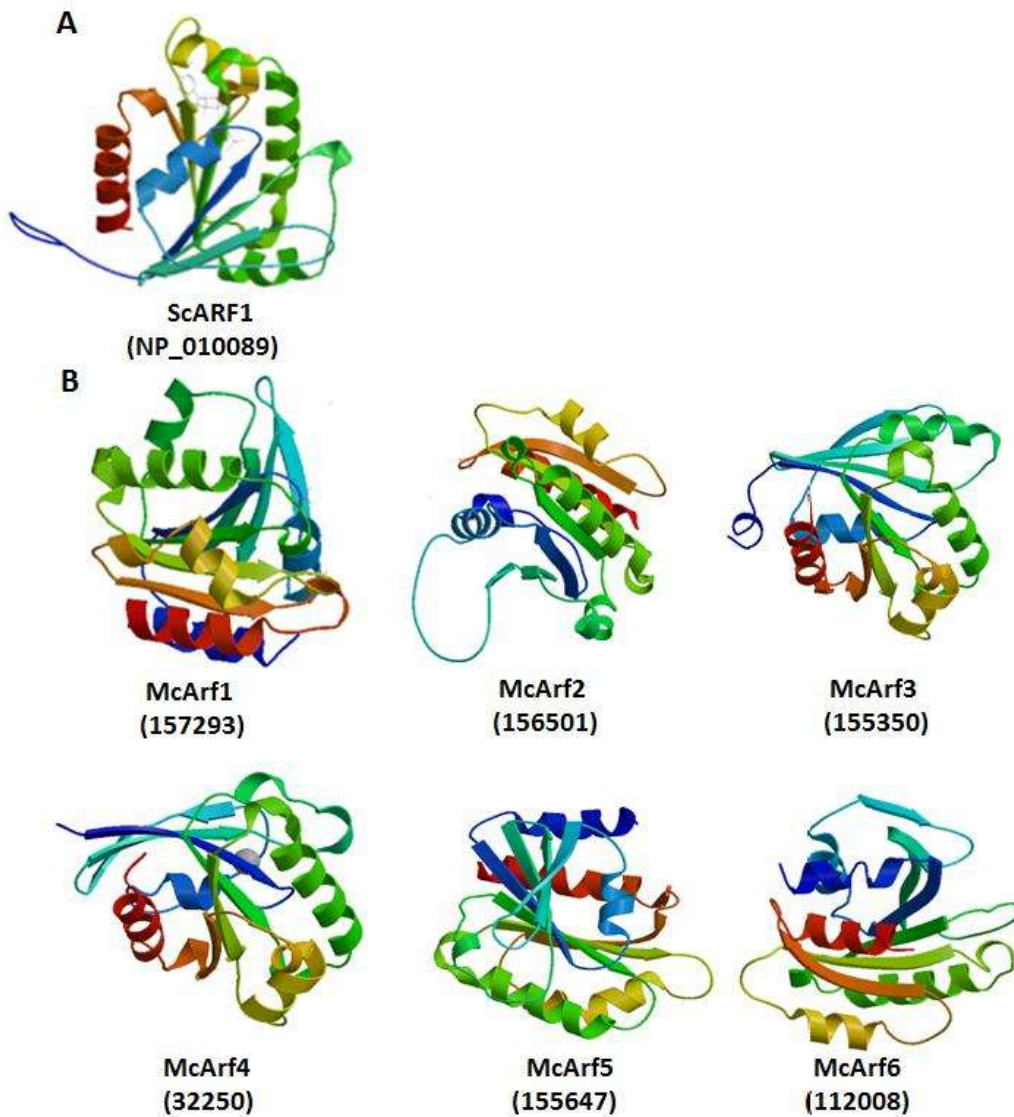 A
ScARF1
(NP_010089)
B
McArf1
(157293)
McArf2
(156501)
McArf3
(155350)
McArf4
(32250)
McArf5
(155647)
McArf6
(112008)